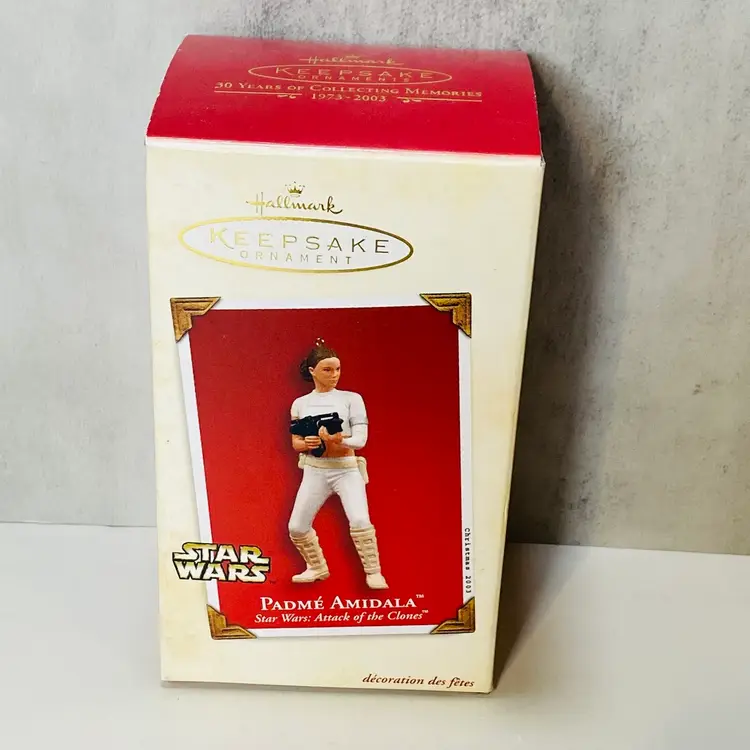 Hallmark
KEEPSAKE
ORNAMENTS
30 YEARS OF COLLECTING MEMORIES
1973-2003
Hallmark
KEEPSAKE
ORNAMENT
STAR
WARS™
Christmas 2003
PADMÉ AMIDALA™
Star Wars: Attack of the Clones™
décoration des fêtes